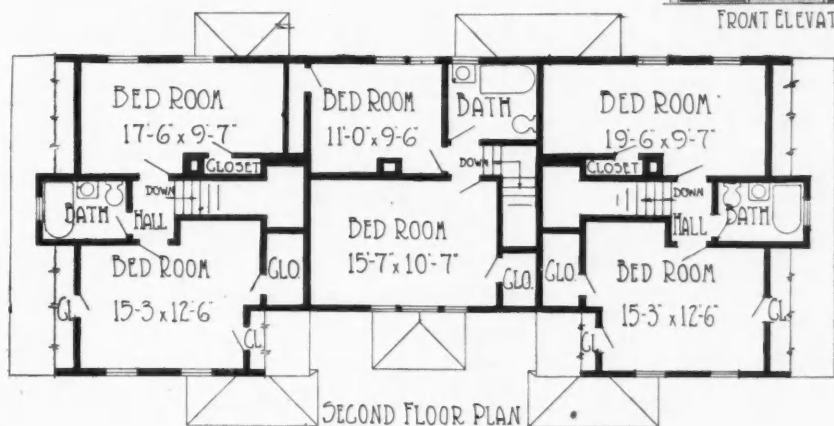 FRONT ELEVAT
BED ROOM
17'-6" x 9'-7"
BED ROOM
11'-0" x 9'-6"
BATH
BED ROOM
19'-6" x 9'-7"
CLOSET
DOWN
CLOSET
BATH
HALL
DOWN
DOWN
HALL
BATH
BED ROOM
15'-3 x 12'-6"
CL
CLO.
CL
BED ROOM
15'-7" x 10'-7"
CLO.
CLO.
BED ROOM
15'-3" x 12'-6"
CL
CL
SECOND FLOOR PLAN